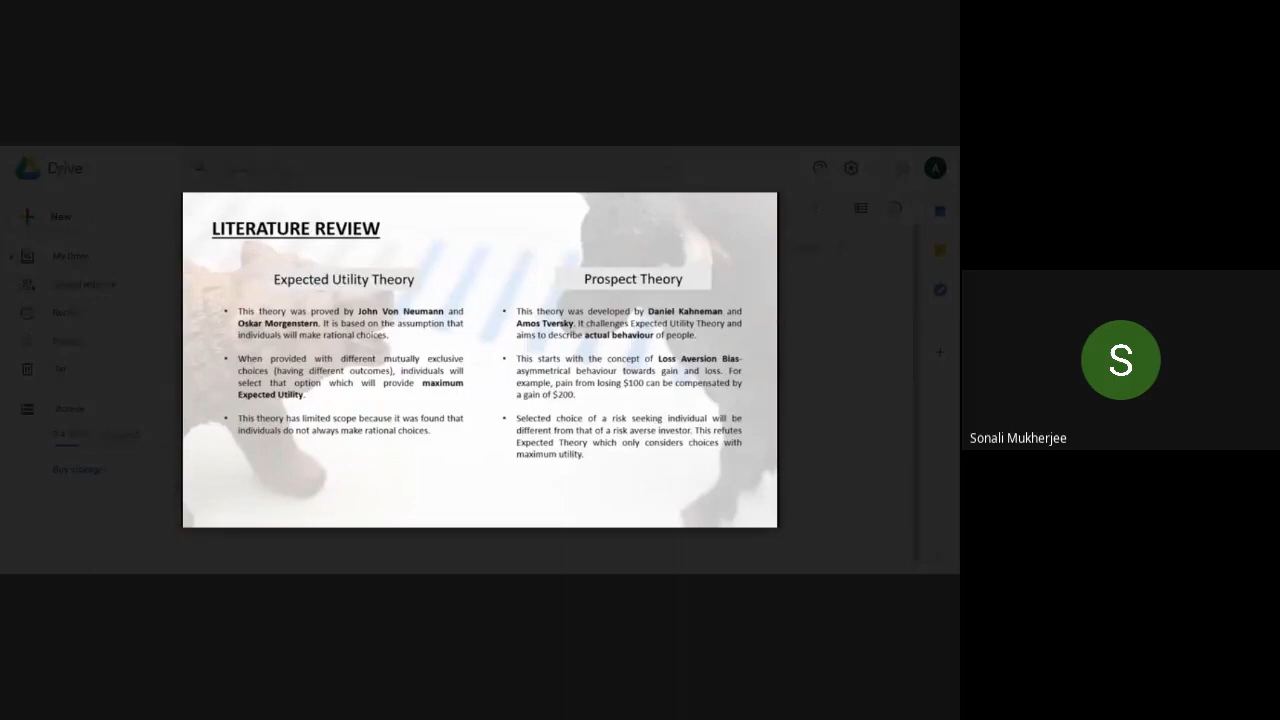 Drive
A
New
My Drive
LITERATURE REVIEW
Expected Utility Theory
• This theory was proved by John Von Neumann and
Oskar Morgenstern. It is based on the assumption that
individuals will make rational choices.
• When provided with different mutually exclusive
choices (having different outcomes), individuals will
select that option which will provide maximum
Expected Utility.
• This theory has limited scope because it was found that
individuals do not always make rational choices.
Prospect Theory
• This theory was developed by Daniel Kahneman and
Amos Tversky. It challenges Expected Utility Theory and
aims to describe actual behaviour of people.
• This starts with the concept of Loss Aversion Bias-
asymmetrical behaviour towards gain and loss. For
example, pain from losing $100 can be compensated by
a gain of $200.
• Selected choice of a risk seeking individual will be
different from that of a risk averse investor. This refutes
Expected Theory which only considers choices with
maximum utility.
Buy storage
S
Sonali Mukherjee